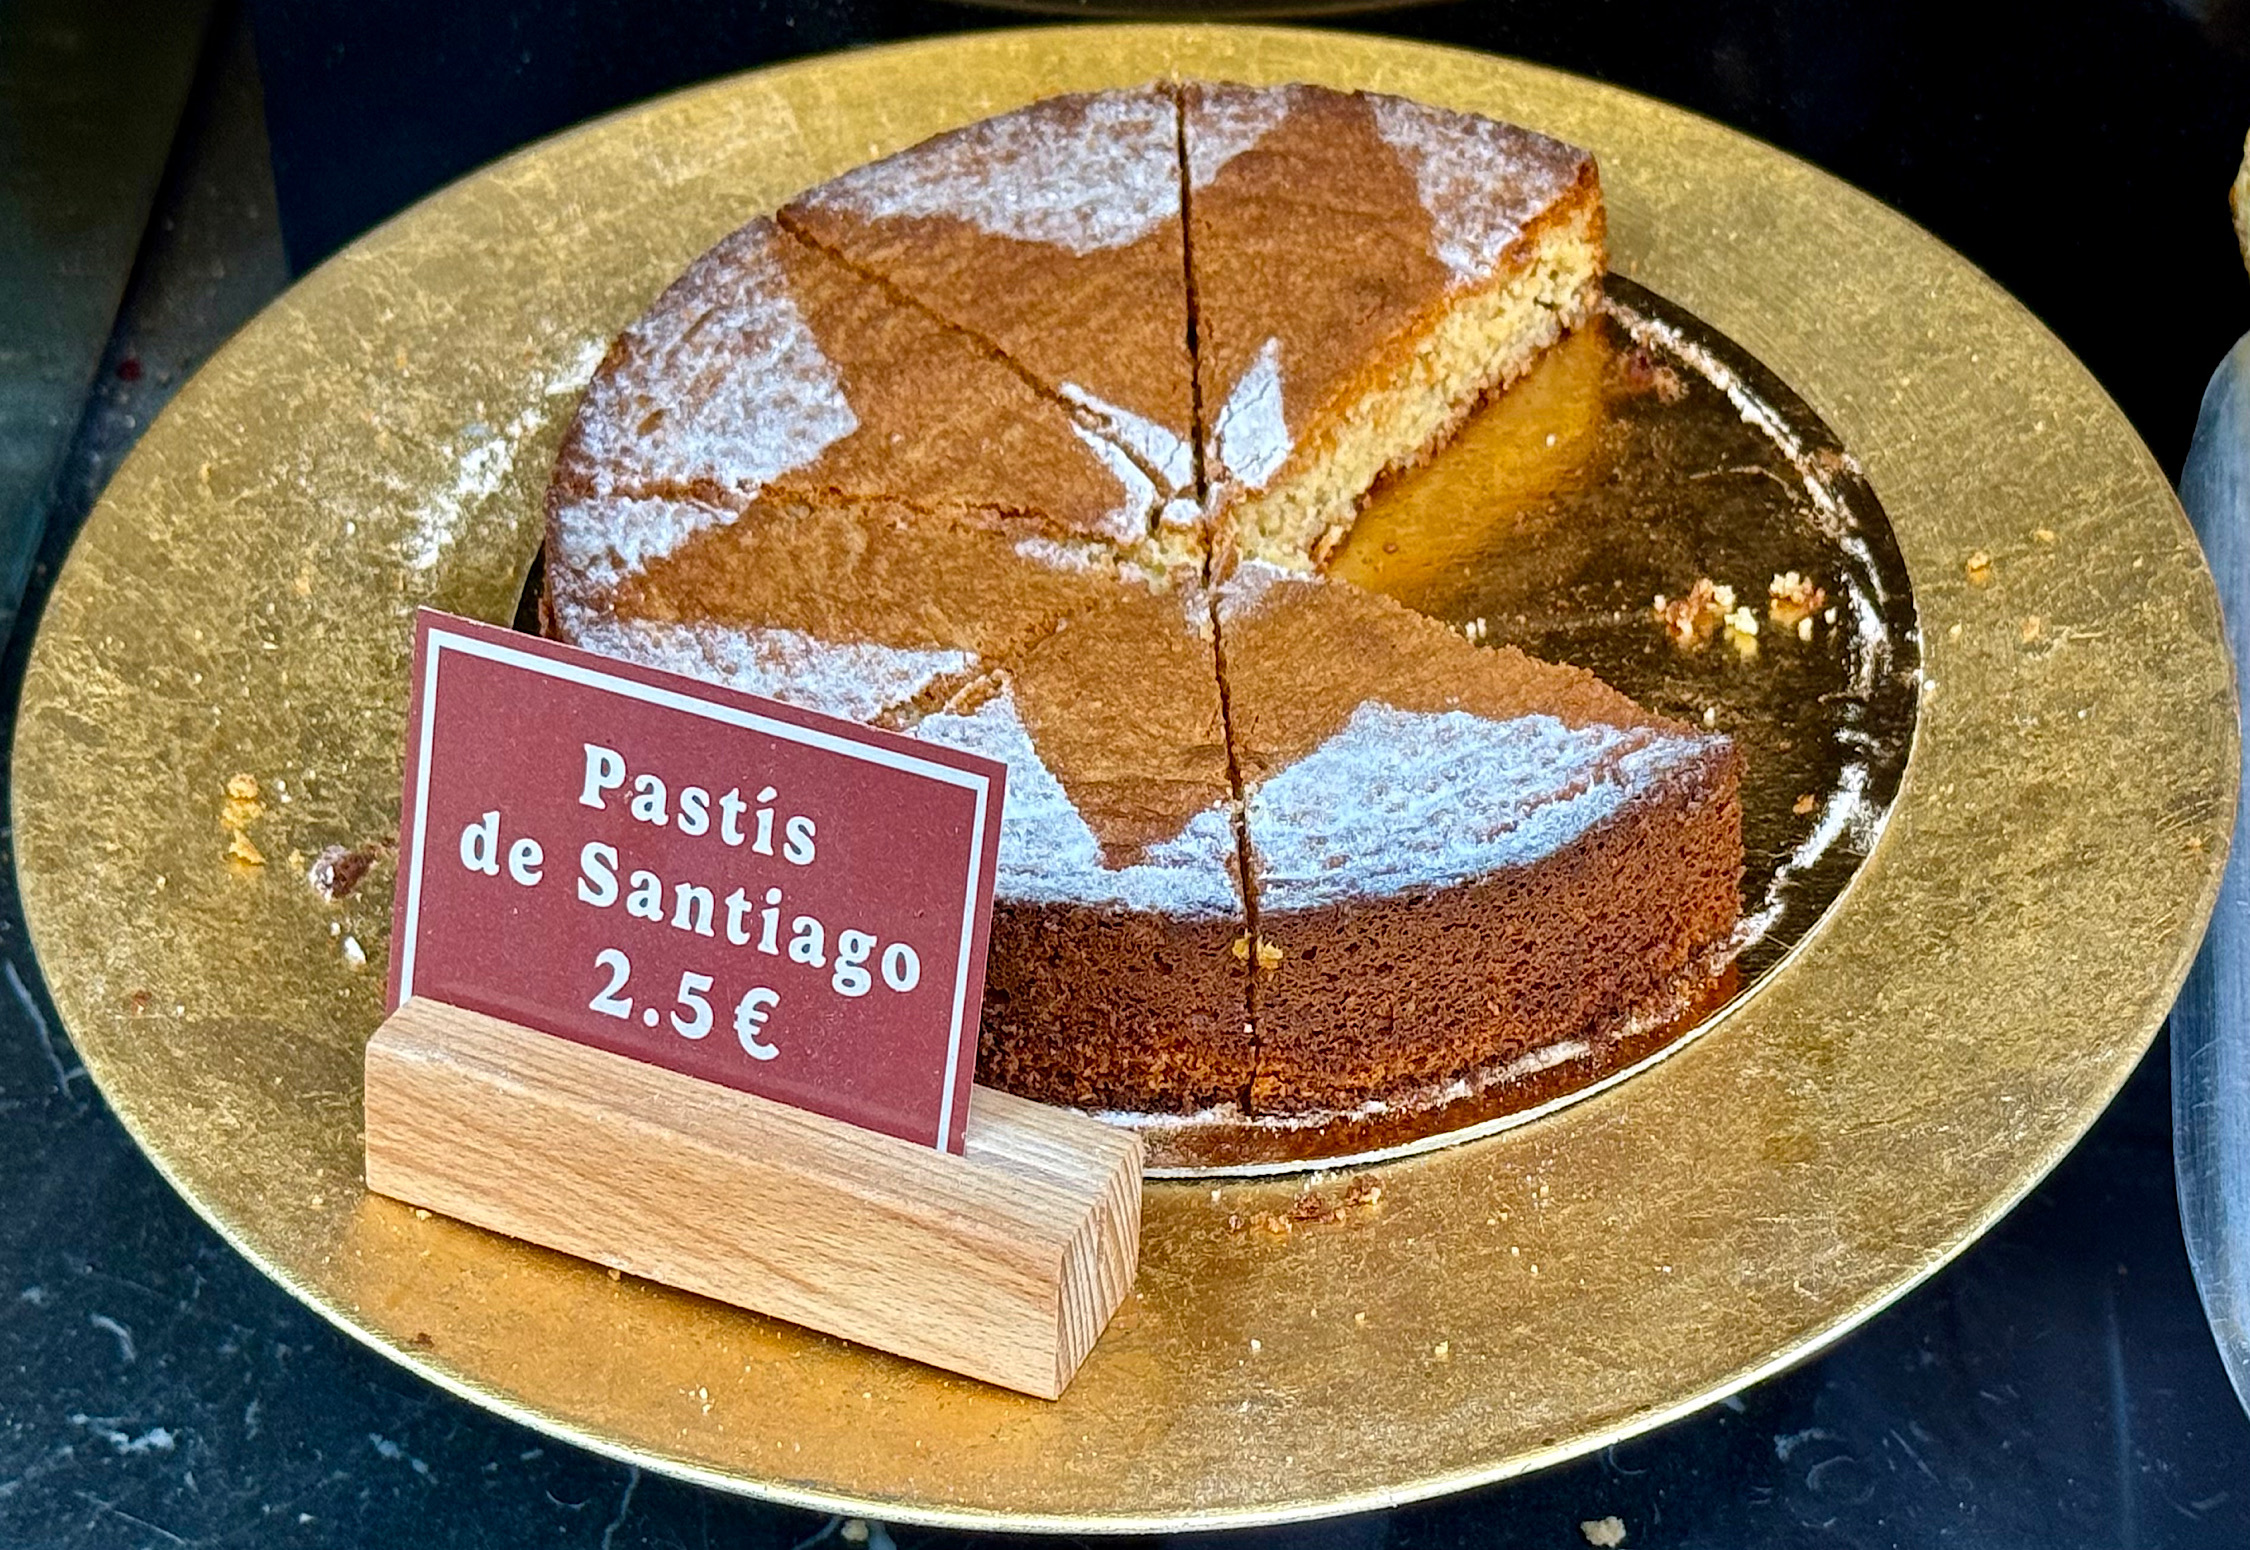 Pastís
de Santiago
2.5€